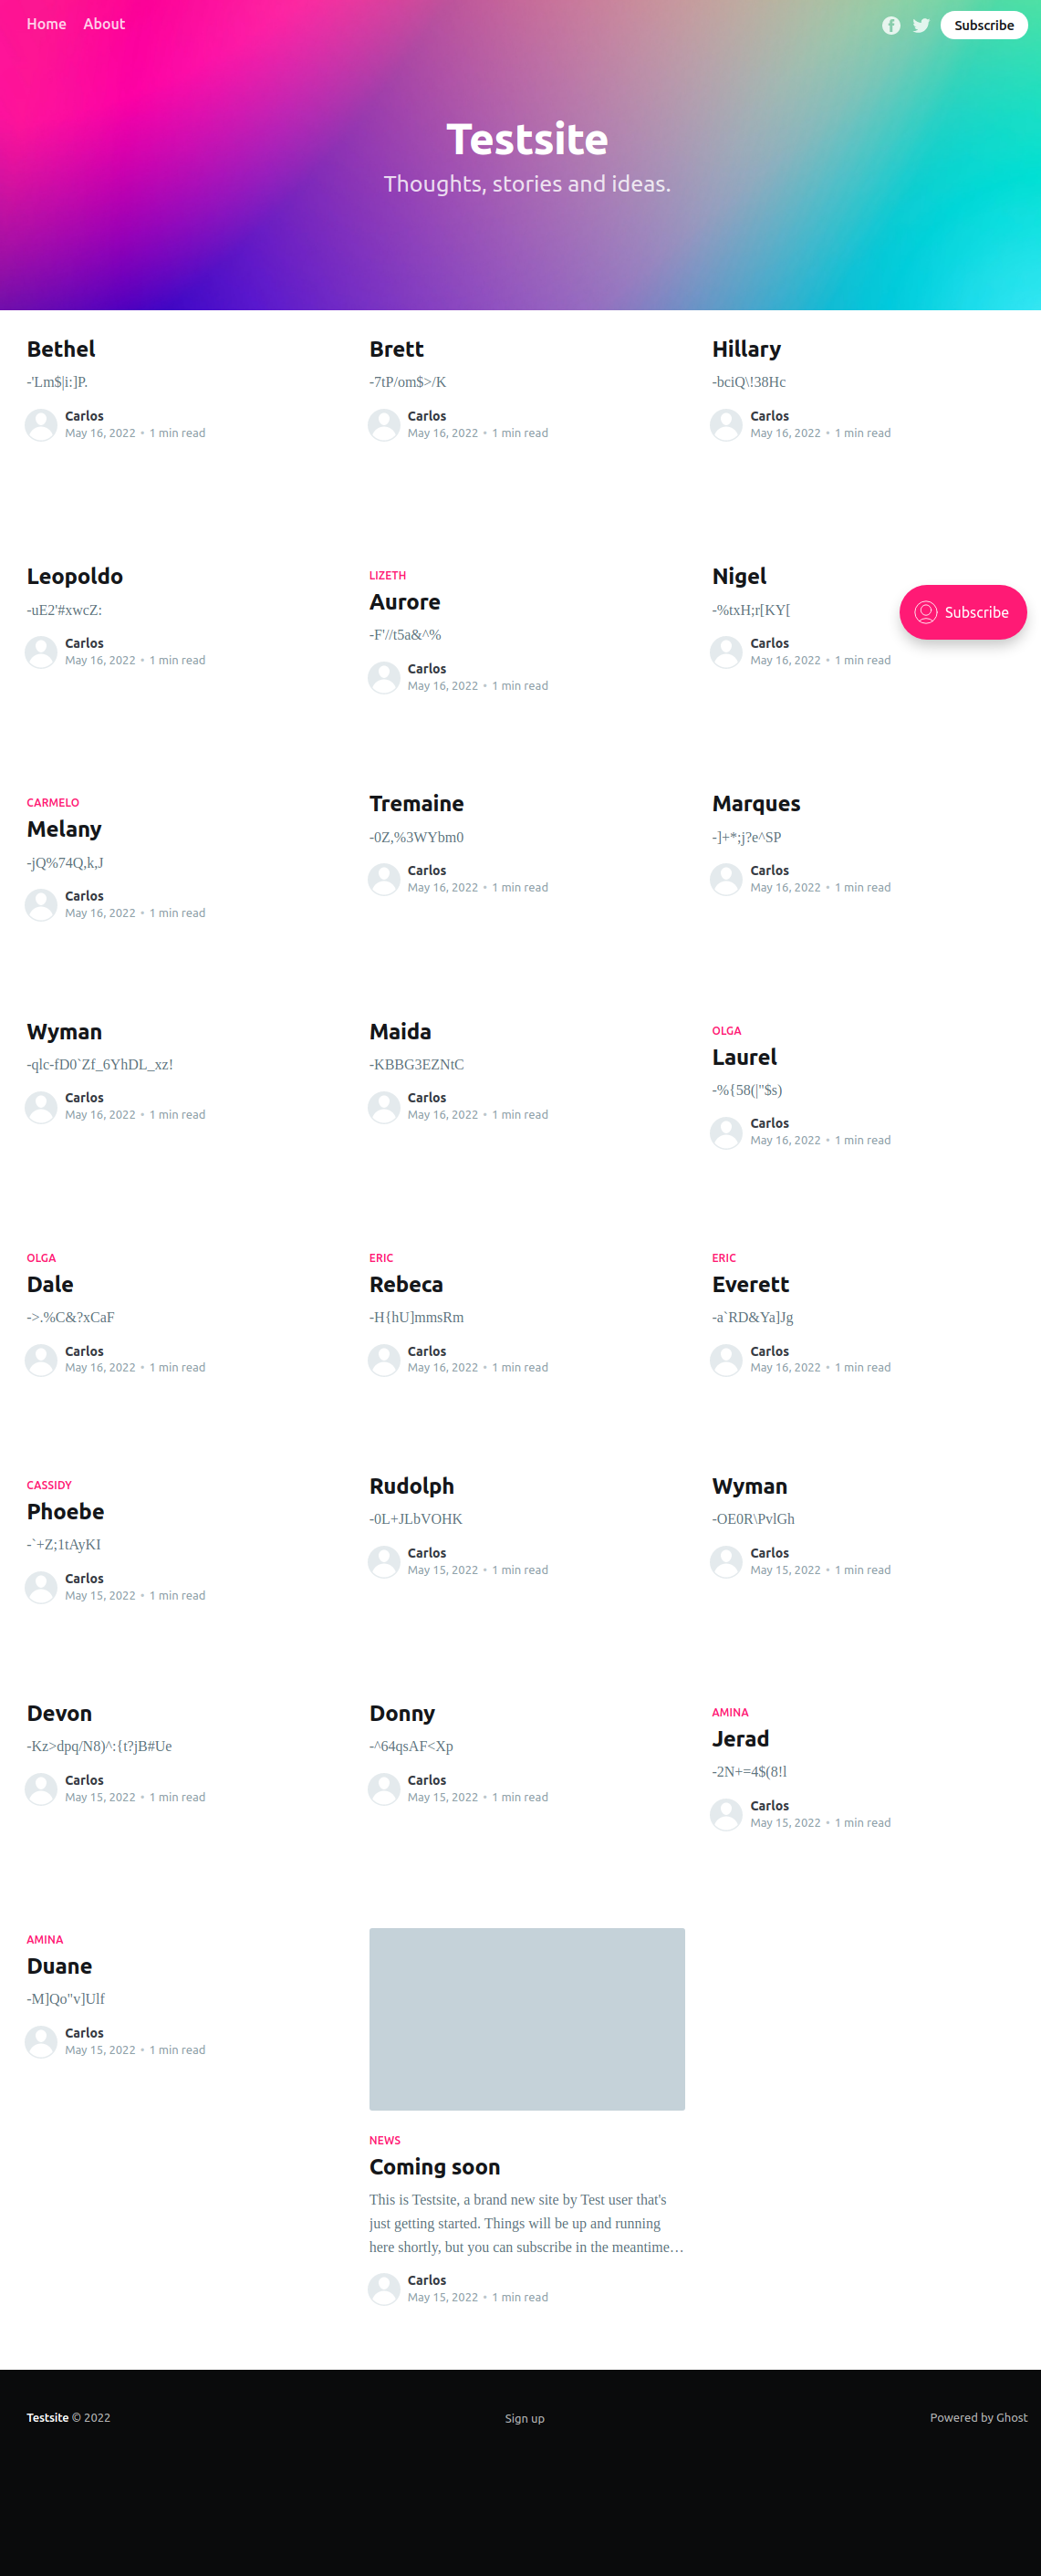 Home About Subscribe
Testsite
Thoughts, stories and ideas.
Bethel
-'Lm$|i:]P.
Carlos
May 16, 2022 • 1 min read
Brett
-7tP/om$>/K
Carlos
May 16, 2022 • 1 min read
Hillary
-bciQ\!38Hc
Carlos
May 16, 2022 • 1 min read
Leopoldo
-uE2'#xwcZ:
Carlos
May 16, 2022 • 1 min read
LIZETH
Aurore
-F'//t5a&^%
Carlos
May 16, 2022 • 1 min read
Nigel
-%txH;r[KY[
Carlos
May 16, 2022 • 1 min read
Subscribe
CARMELO
Melany
-jQ%74Q,k,J
Carlos
May 16, 2022 • 1 min read
Tremaine
-0Z,%3WYbm0
Carlos
May 16, 2022 • 1 min read
Marques
-]+*;j?e^SP
Carlos
May 16, 2022 • 1 min read
Wyman
-qlc-fD0`Zf_6YhDL_xz!
Carlos
May 16, 2022 • 1 min read
Maida
-KBBG3EZNtC
Carlos
May 16, 2022 • 1 min read
OLGA
Laurel
-%{58(|"$s)
Carlos
May 16, 2022 • 1 min read
OLGA
Dale
->.%C&?xCaF
Carlos
May 16, 2022 • 1 min read
ERIC
Rebeca
-H{hU]mmsRm
Carlos
May 16, 2022 • 1 min read
ERIC
Everett
-a`RD&Ya]Jg
Carlos
May 16, 2022 • 1 min read
CASSIDY
Phoebe
-`+Z;1tAyKI
Carlos
May 15, 2022 • 1 min read
Rudolph
-0L+JLbVOHK
Carlos
May 15, 2022 • 1 min read
Wyman
-OE0R\PvlGh
Carlos
May 15, 2022 • 1 min read
Devon
-Kz>dpq/N8)^:{t?jB#Ue
Carlos
May 15, 2022 • 1 min read
Donny
-^64qsAF<Xp
Carlos
May 15, 2022 • 1 min read
AMINA
Jerad
-2N+=4$(8!l
Carlos
May 15, 2022 • 1 min read
AMINA
Duane
-M]Qo"v]Ulf
Carlos
May 15, 2022 • 1 min read
NEWS
Coming soon
This is Testsite, a brand new site by Test user that's
just getting started. Things will be up and running
here shortly, but you can subscribe in the meantime…
Carlos
May 15, 2022 • 1 min read
Testsite © 2022
Sign up
Powered by Ghost